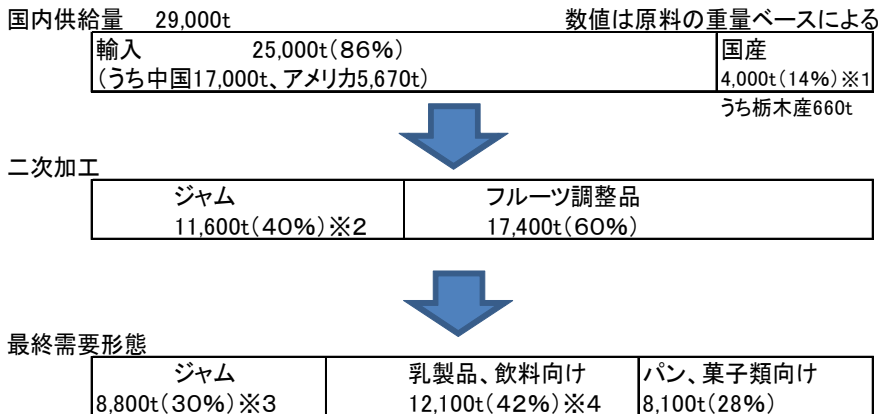 国内供給量 29,000t 数値は原料の重量ベースによる
輸入 25,000t(86%) 国産
(うち中国17,000t、アメリカ5,670t) 4,000t(14%)※1
うち栃木産660t
二次加工
ジャム フルーツ調整品
11,600t(40%)※2 17,400t(60%)
最終需要形態
ジャム 乳製品、飲料向け パン、菓子類向け
8,800t(30%)※3 12,100t(42%)※4 8,100t(28%)